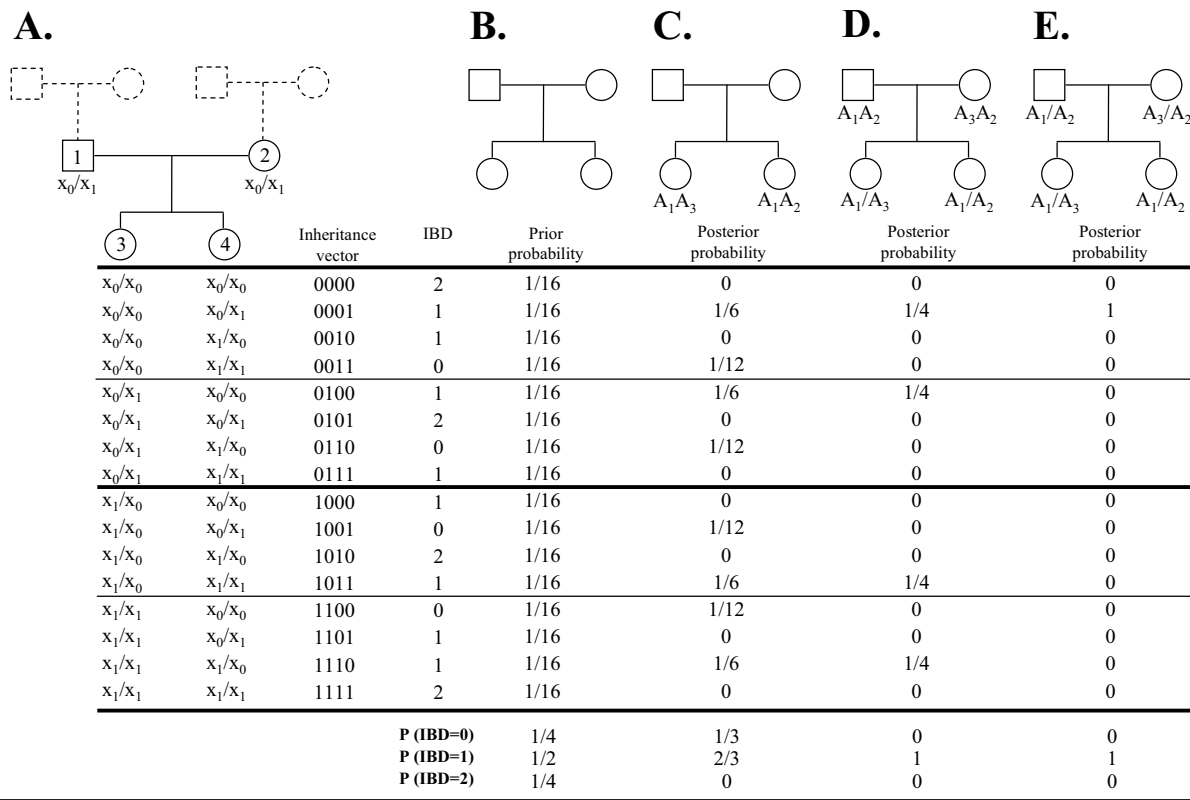 A. B. C. D. E.
1 2
x₀/x₁ x₀/x₁
A₁A₂ A₃A₂ A₁/A₂ A₃/A₂
A₁A₃ A₁A₂ A₁/A₃ A₁/A₂ A₁/A₃ A₁/A₂
3 4 Inheritance vector IBD Prior probability Posterior probability Posterior probability Posterior probability
x₀/x₀ x₀/x₀ 0000 2 1/16 0 0 0
x₀/x₀ x₀/x₁ 0001 1 1/16 1/6 1/4 1
x₀/x₀ x₁/x₀ 0010 1 1/16 0 0 0
x₀/x₀ x₁/x₁ 0011 0 1/16 1/12 0 0
x₀/x₁ x₀/x₀ 0100 1 1/16 1/6 1/4 0
x₀/x₁ x₀/x₁ 0101 2 1/16 0 0 0
x₀/x₁ x₁/x₀ 0110 0 1/16 1/12 0 0
x₀/x₁ x₁/x₁ 0111 1 1/16 0 0 0
x₁/x₀ x₀/x₀ 1000 1 1/16 0 0 0
x₁/x₀ x₀/x₁ 1001 0 1/16 1/12 0 0
x₁/x₀ x₁/x₀ 1010 2 1/16 0 0 0
x₁/x₀ x₁/x₁ 1011 1 1/16 1/6 1/4 0
x₁/x₁ x₀/x₀ 1100 0 1/16 1/12 0 0
x₁/x₁ x₀/x₁ 1101 1 1/16 0 0 0
x₁/x₁ x₁/x₀ 1110 1 1/16 1/6 1/4 0
x₁/x₁ x₁/x₁ 1111 2 1/16 0 0 0
P (IBD=0) 1/4 1/3 0 0
P (IBD=1) 1/2 2/3 1 1
P (IBD=2) 1/4 0 0 0